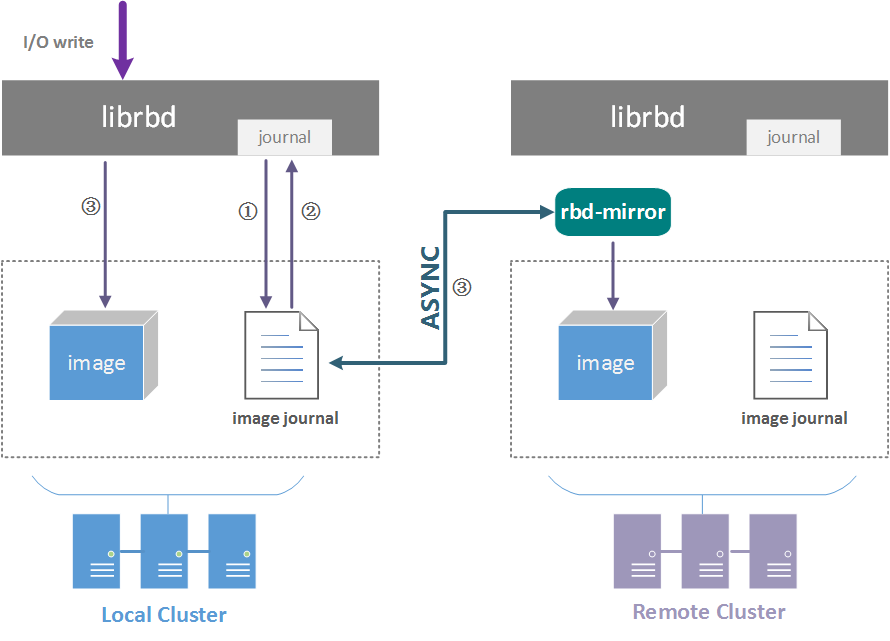 I/O write
librbd
journal
librbd
journal
③
①
②
rbd-mirror
ASYNC
③
image
image journal
image
image journal
Local Cluster
Remote Cluster